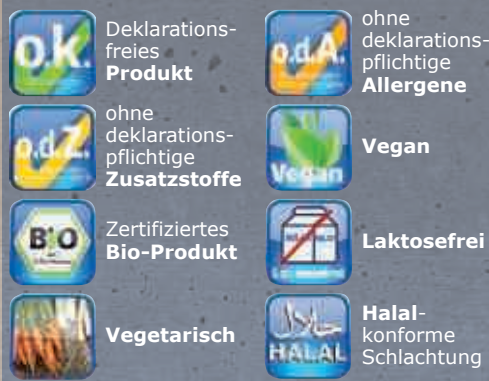 o.k.
Deklarations-
freies
Produkt
o.d.A.
ohne
deklarations-
pflichtige
Allergene
o.d.Z.
ohne
deklarations-
pflichtige
Zusatzstoffe
Vegan
Vegan
BIO
Zertifiziertes
Bio-Produkt
Laktosefrei
Vegetarisch
حلال
HALAL
Halal-
konforme
Schlachtung